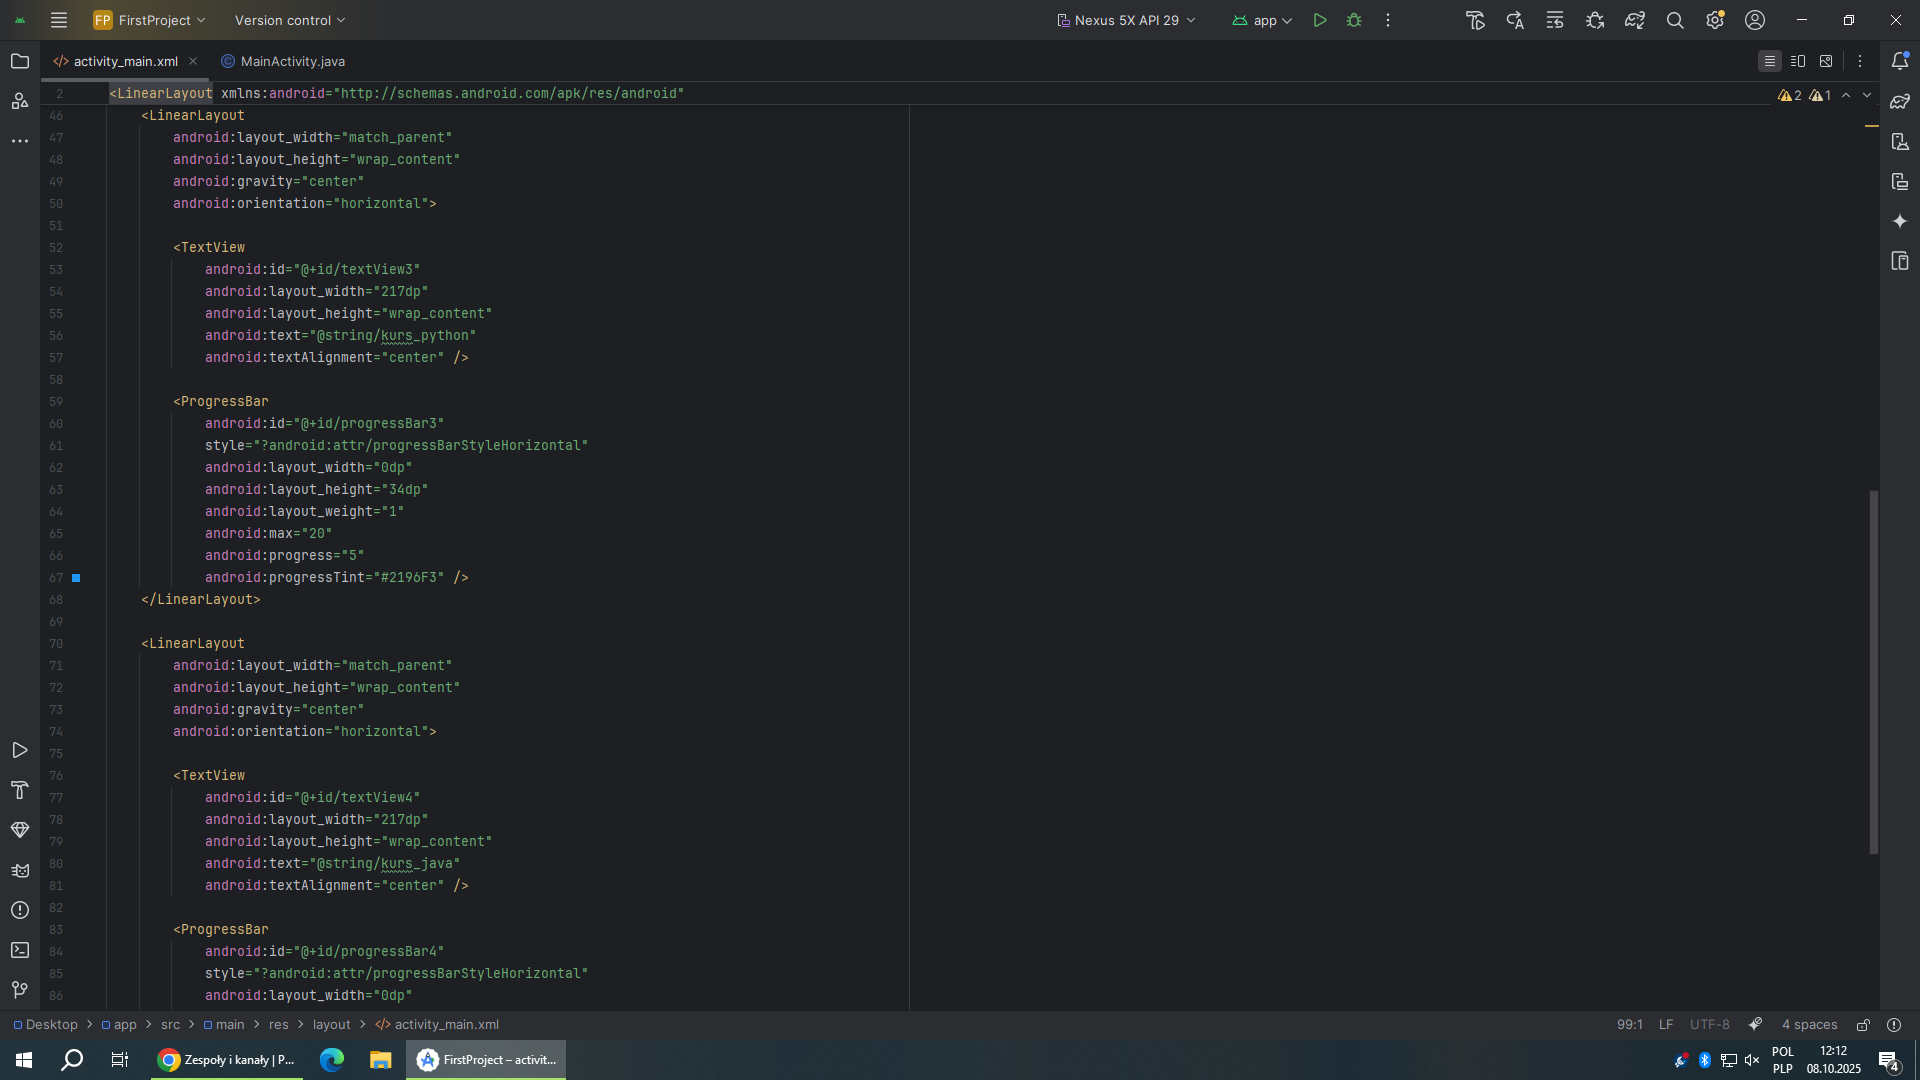 FP FirstProject Version control Nexus 5X API 29 app
activity_main.xml MainActivity.java
2 <LinearLayout xmlns:android="http://schemas.android.com/apk/res/android" 2 1
46 <LinearLayout
47 android:layout_width="match_parent"
48 android:layout_height="wrap_content"
49 android:gravity="center"
50 android:orientation="horizontal">
51
52 <TextView
53 android:id="@+id/textView3"
54 android:layout_width="217dp"
55 android:layout_height="wrap_content"
56 android:text="@string/kurs_python"
57 android:textAlignment="center" />
58
59 <ProgressBar
60 android:id="@+id/progressBar3"
61 style="?android:attr/progressBarStyleHorizontal"
62 android:layout_width="0dp"
63 android:layout_height="34dp"
64 android:layout_weight="1"
65 android:max="20"
66 android:progress="5"
67 android:progressTint="#2196F3" />
68 </LinearLayout>
69
70 <LinearLayout
71 android:layout_width="match_parent"
72 android:layout_height="wrap_content"
73 android:gravity="center"
74 android:orientation="horizontal">
75
76 <TextView
77 android:id="@+id/textView4"
78 android:layout_width="217dp"
79 android:layout_height="wrap_content"
80 android:text="@string/kurs_java"
81 android:textAlignment="center" />
82
83 <ProgressBar
84 android:id="@+id/progressBar4"
85 style="?android:attr/progressBarStyleHorizontal"
86 android:layout_width="0dp"
Desktop > app > src > main > res > layout > activity_main.xml 99:1 LF UTF-8 4 spaces
Zespoły i kanały | P... FirstProject – activit... POL 12:12
PLP 08.10.2025 4